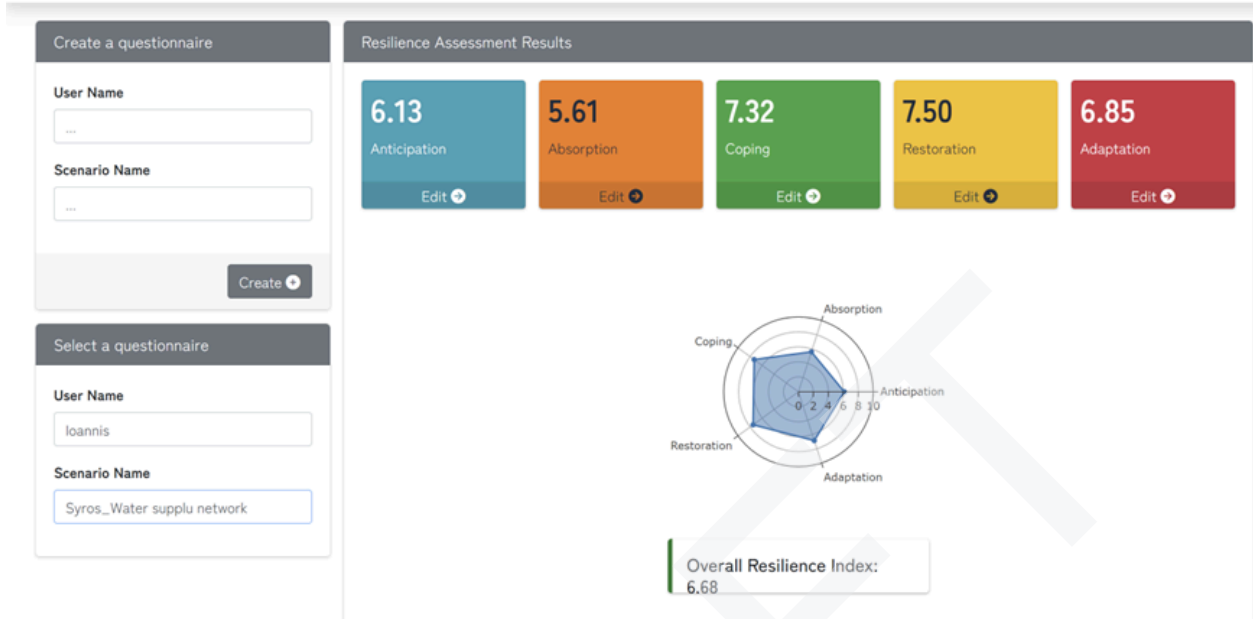 Create a questionnaire
User Name
...
Scenario Name
...
Create
Select a questionnaire
User Name
Ioannis
Scenario Name
Syros_Water supplu network
Resilience Assessment Results
6.13
Anticipation
Edit
5.61
Absorption
Edit
7.32
Coping
Edit
7.50
Restoration
Edit
6.85
Adaptation
Edit
Absorption
Coping
Anticipation
0 2 4 6 8 10
Restoration
Adaptation
Overall Resilience Index:
6.68